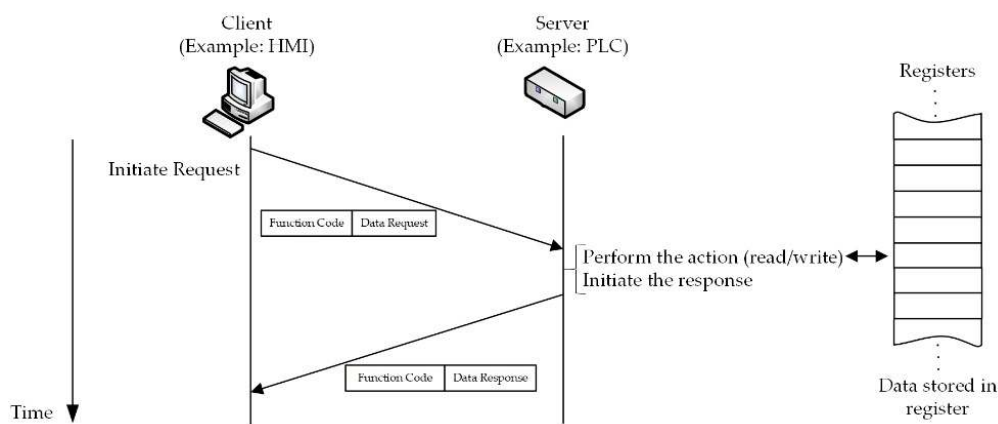 Client
(Example: HMI)
Server
(Example: PLC)
Registers
Initiate Request
Function Code
Data Request
Perform the action (read/write)
Initiate the response
Function Code
Data Response
Data stored in
register
Time